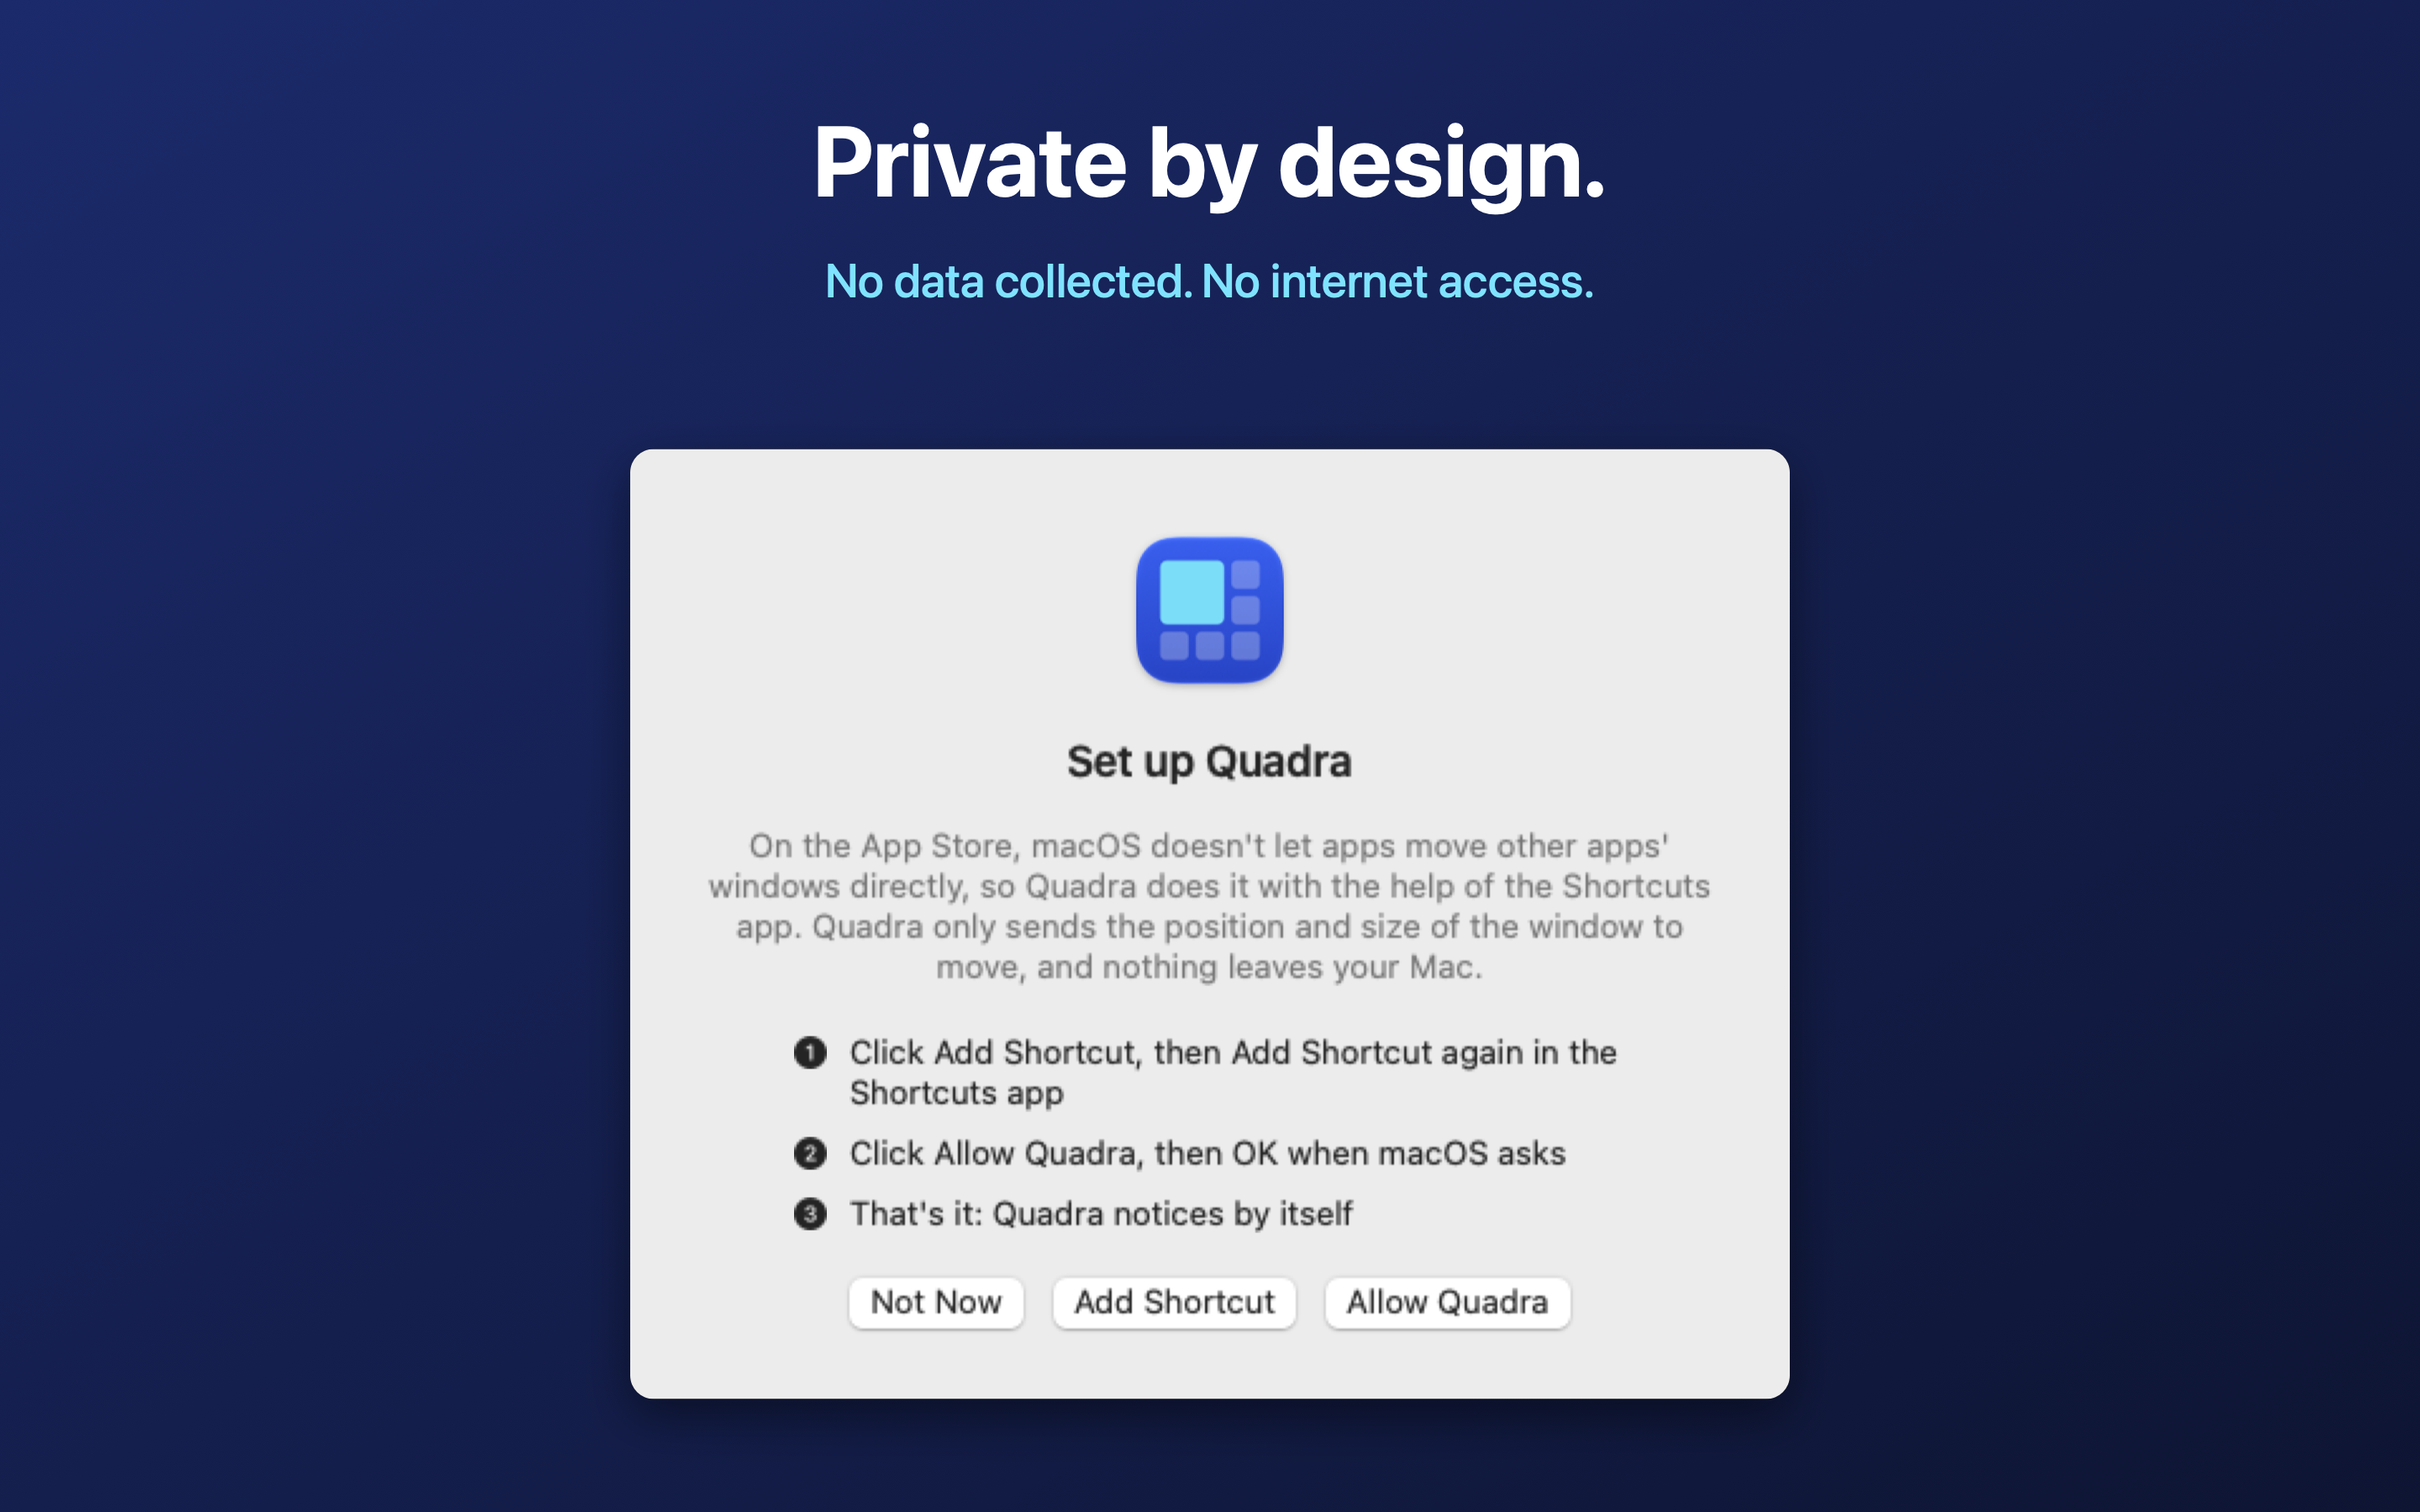 Private by design.
No data collected. No internet access.
Set up Quadra
On the App Store, macOS doesn't let apps move other apps'
windows directly, so Quadra does it with the help of the Shortcuts
app. Quadra only sends the position and size of the window to
move, and nothing leaves your Mac.
1 Click Add Shortcut, then Add Shortcut again in the
Shortcuts app
2 Click Allow Quadra, then OK when macOS asks
3 That's it: Quadra notices by itself
Not Now Add Shortcut Allow Quadra